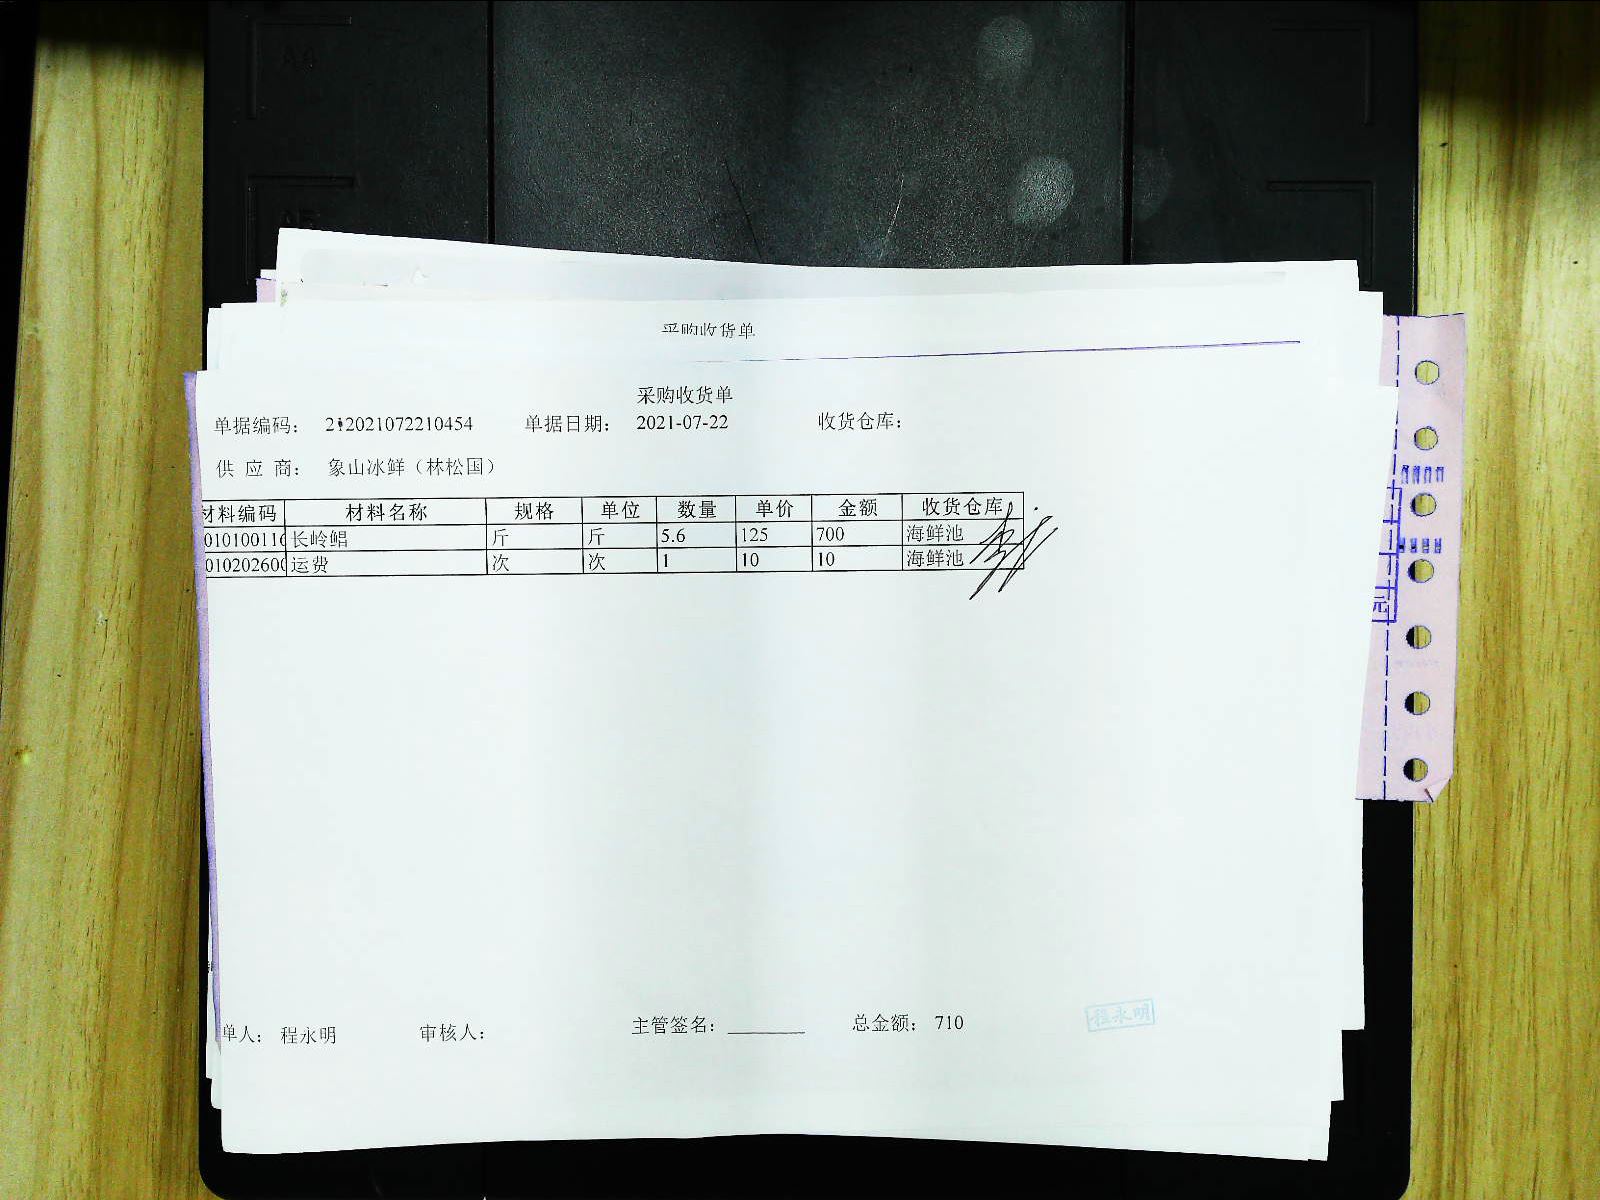 采购收货单
采购收货单
单据编码： 212021072210454 单据日期： 2021-07-22 收货仓库：
供 应 商： 象山冰鲜（林松国）
材料编码 材料名称 规格 单位 数量 单价 金额 收货仓库
010100116 长岭鲳 斤 斤 5.6 125 700 海鲜池
010202600 运费 次 次 1 10 10 海鲜池
单人： 程永明 审核人： 主管签名： 总金额： 710
程永明